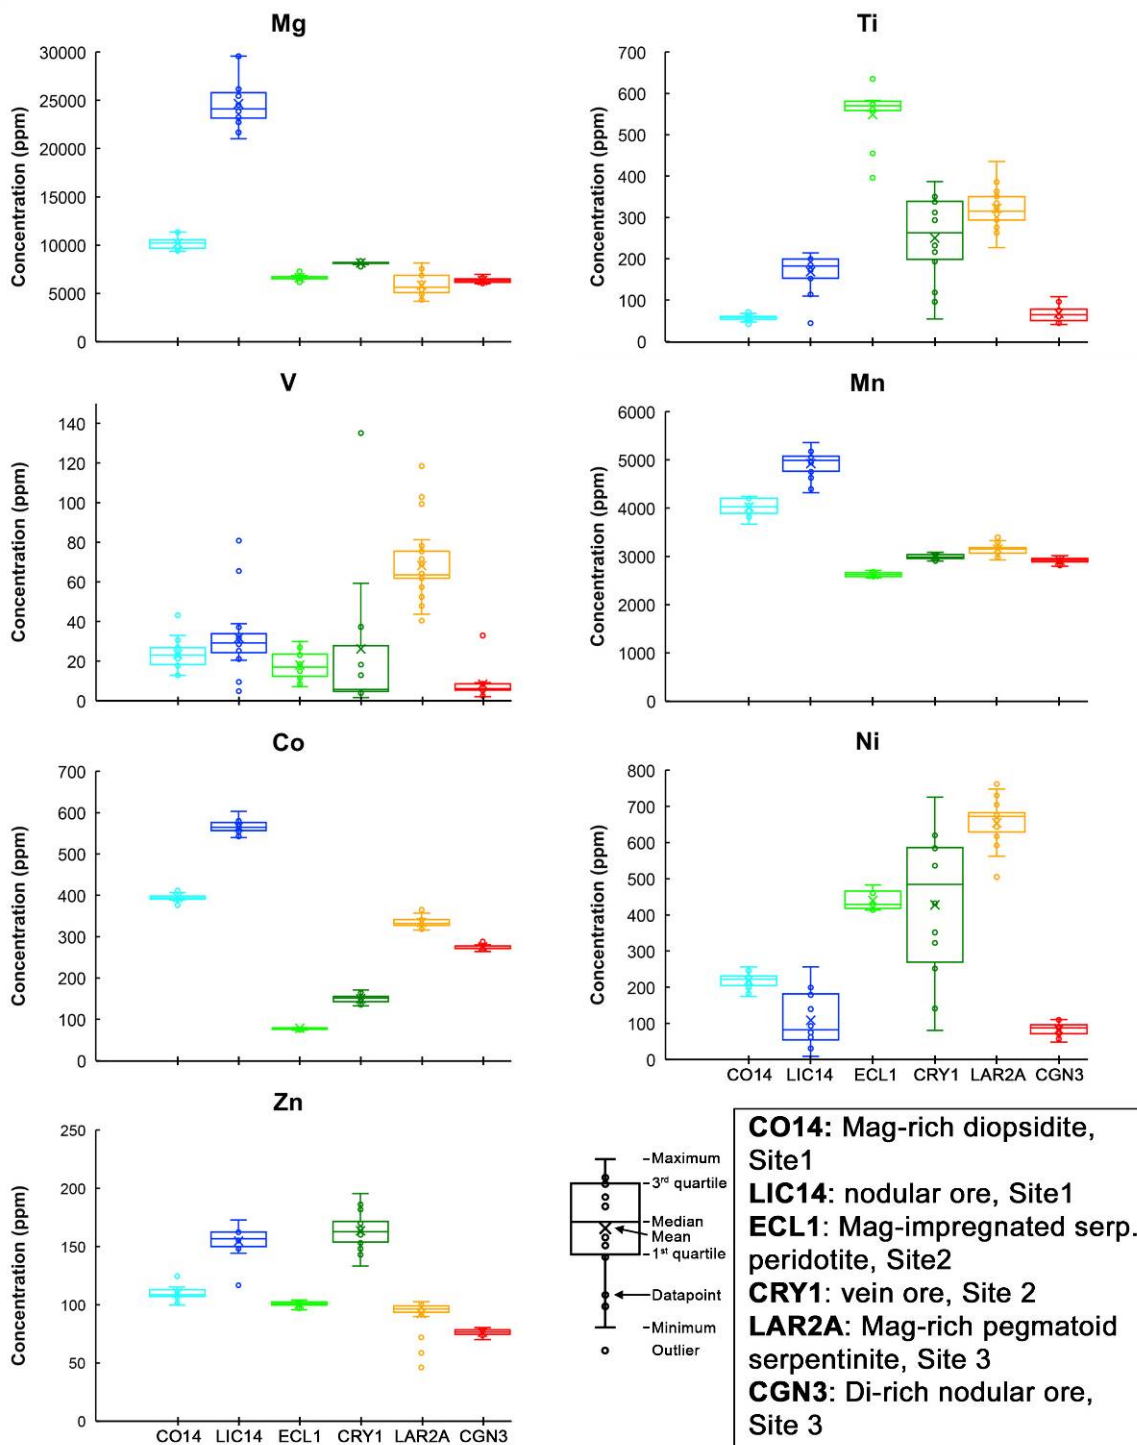 Mg
Concentration (ppm)
30000
25000
20000
15000
10000
5000
0
Ti
Concentration (ppm)
700
600
500
400
300
200
100
0
V
Concentration (ppm)
140
120
100
80
60
40
20
0
Mn
Concentration (ppm)
6000
5000
4000
3000
2000
1000
0
Co
Concentration (ppm)
700
600
500
400
300
200
100
0
Ni
Concentration (ppm)
800
700
600
500
400
300
200
100
0
CO14 LIC14 ECL1 CRY1 LAR2A CGN3
Zn
Concentration (ppm)
250
200
150
100
50
0
CO14 LIC14 ECL1 CRY1 LAR2A CGN3
Maximum
3rd quartile
Median
Mean
1st quartile
Datapoint
Minimum
Outlier
CO14: Mag-rich diopsidite,
Site1
LIC14: nodular ore, Site1
ECL1: Mag-impregnated serp.
peridotite, Site2
CRY1: vein ore, Site 2
LAR2A: Mag-rich pegmatoid
serpentinite, Site 3
CGN3: Di-rich nodular ore,
Site 3